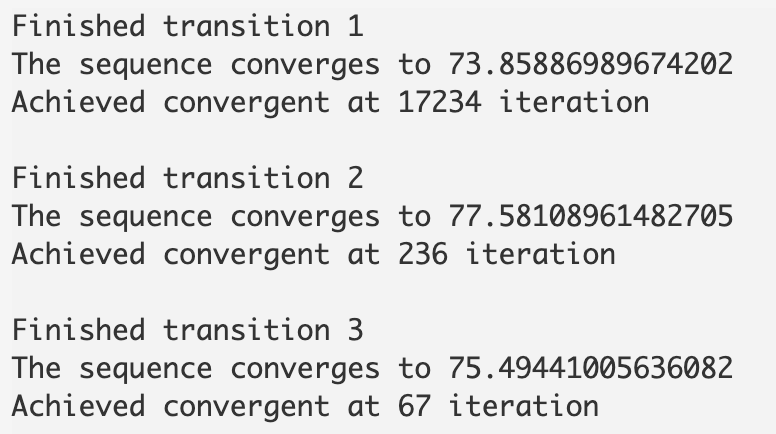 Finished transition 1
The sequence converges to 73.85886989674202
Achieved convergent at 17234 iteration
Finished transition 2
The sequence converges to 77.58108961482705
Achieved convergent at 236 iteration
Finished transition 3
The sequence converges to 75.49441005636082
Achieved convergent at 67 iteration